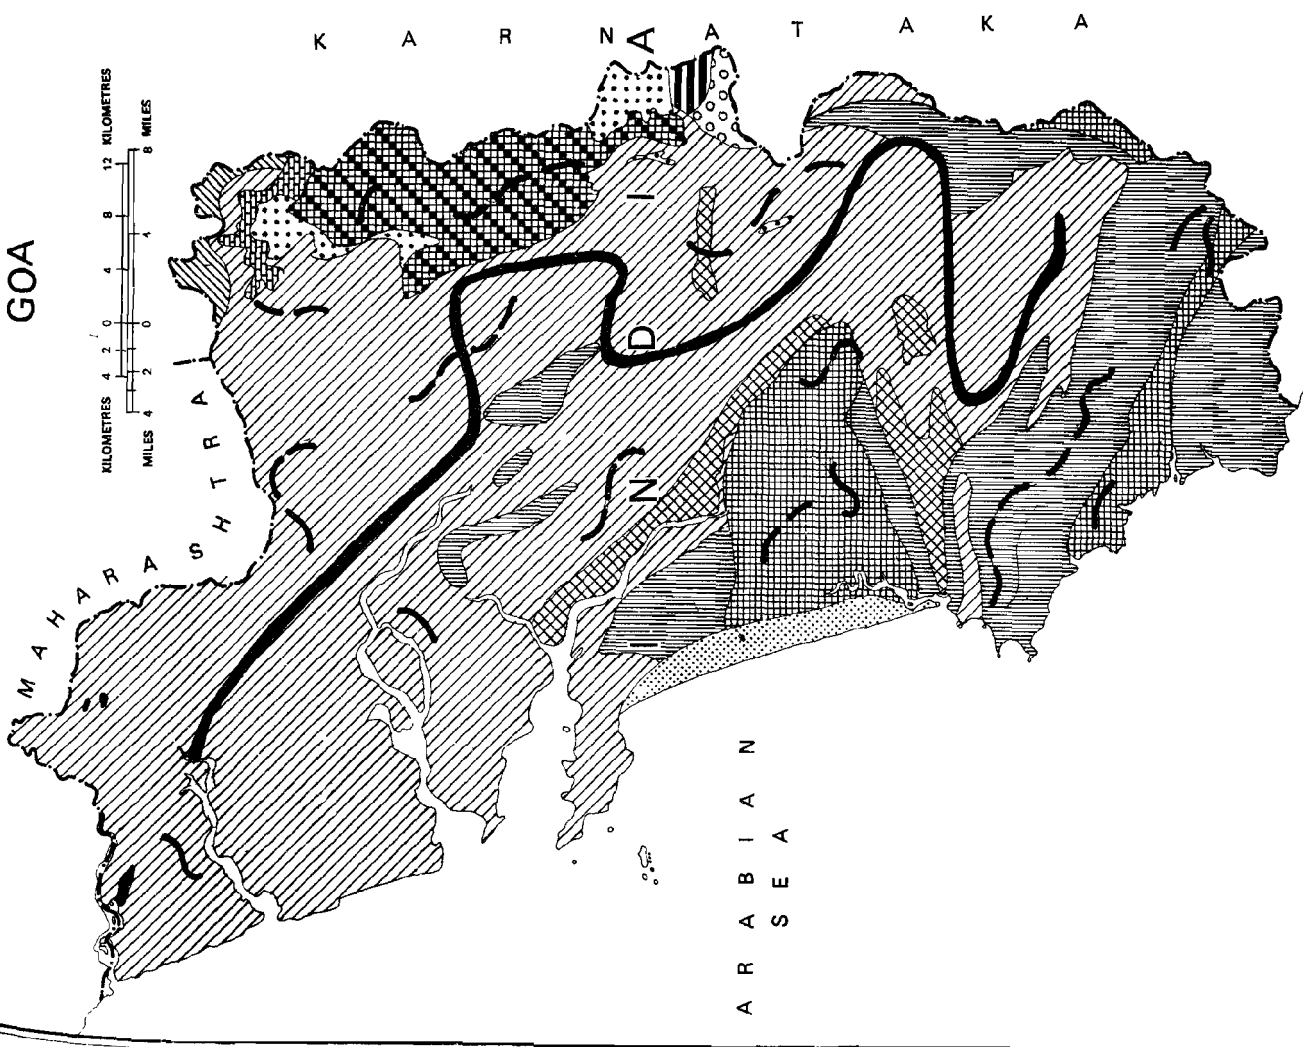 GOA
KILOMETRES 4 2 0 4 8 12 KILOMETRES
MILES 4 2 0 4 8 MILES
KARNATAKA
MAHARASHTRA
INDIA
ARABIAN
SEA